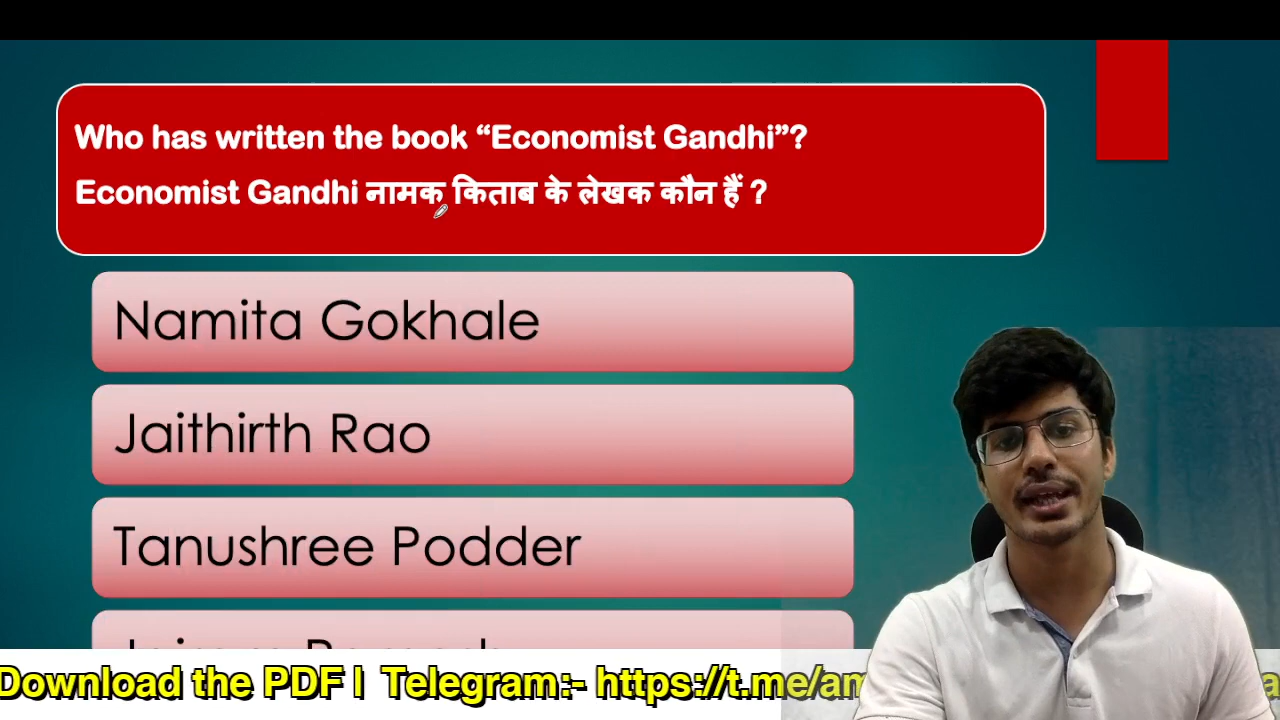 Who has written the book “Economist Gandhi”?
Economist Gandhi नामक किताब के लेखक कौन हैं ?
Namita Gokhale
Jaithirth Rao
Tanushree Podder
Download the PDF I Telegram:- https://t.me/am